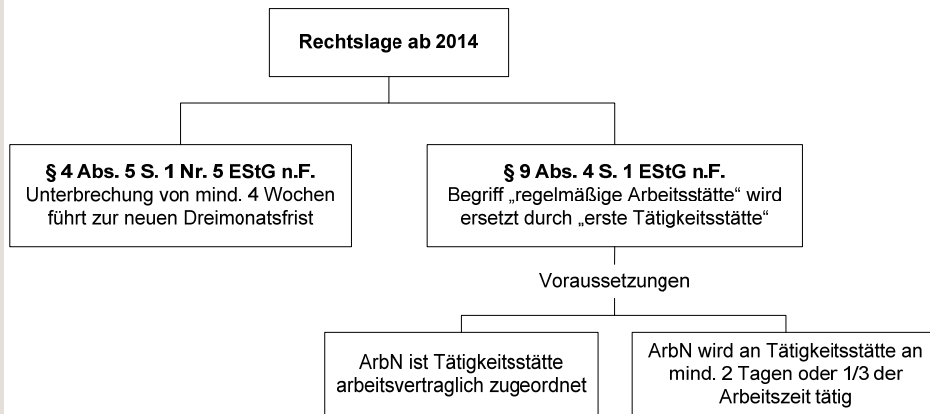 Rechtslage ab 2014
§ 4 Abs. 5 S. 1 Nr. 5 EStG n.F.
Unterbrechung von mind. 4 Wochen
führt zur neuen Dreimonatsfrist
§ 9 Abs. 4 S. 1 EStG n.F.
Begriff „regelmäßige Arbeitsstätte“ wird
ersetzt durch „erste Tätigkeitsstätte“
Voraussetzungen
ArbN ist Tätigkeitsstätte
arbeitsvertraglich zugeordnet
ArbN wird an Tätigkeitsstätte an
mind. 2 Tagen oder 1/3 der
Arbeitszeit tätig